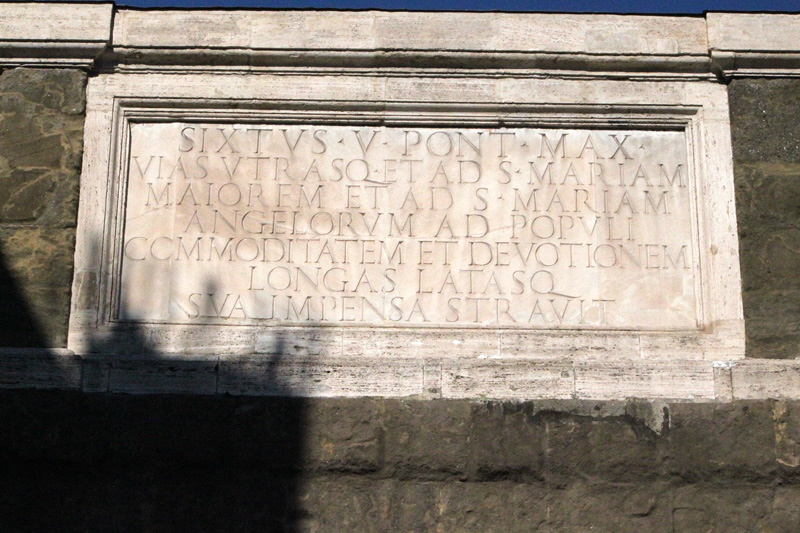 SIXTVS · V · PONT · MAX ·
VIAS VTRASQ ET AD S · MARIAM
MAIOREM ET AD S · MARIAM
ANGELORVM AD POPVLI
COMMODITATEM ET DEVOTIONEM
LONGAS LATASQ
SVA IMPENSA STRAVIT